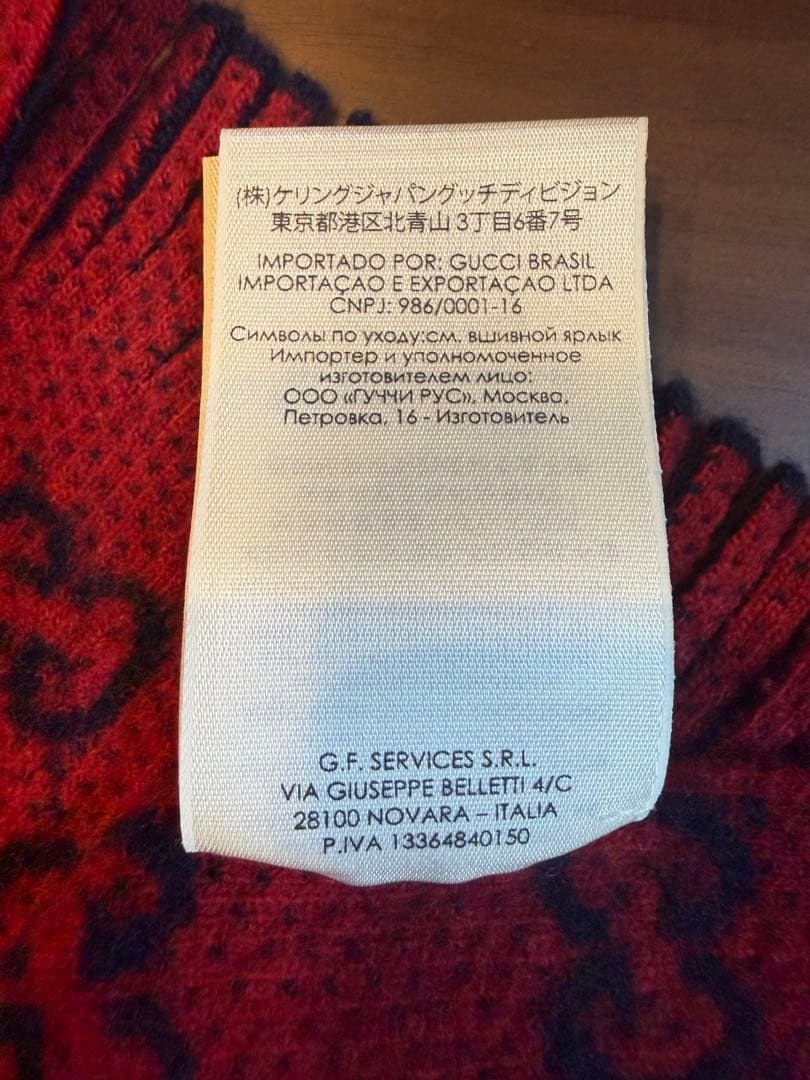 (株)ケリングジャパングッチディビジョン
東京都港区北青山3丁目6番7号
IMPORTADO POR: GUCCI BRASIL
IMPORTAÇAO E EXPORTAÇAO LTDA
CNPJ: 986/0001-16
Символы по уходу:см. вшивной ярлык
Импортер и уполномоченное
изготовителем лицо:
ООО «ГУЧЧИ РУС», Москва,
Петровка, 16 - Изготовитель
G.F. SERVICES S.R.L.
VIA GIUSEPPE BELLETTI 4/C
28100 NOVARA – ITALIA
P.IVA 13364840150